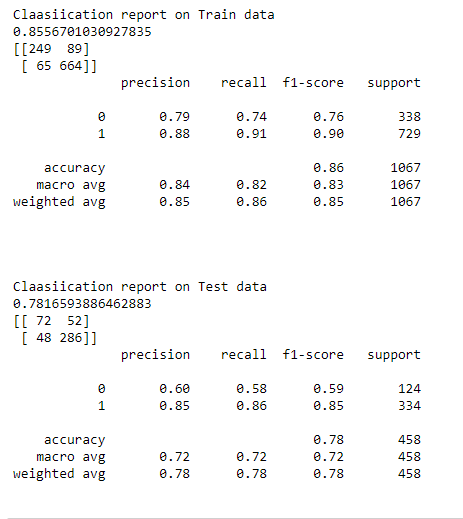 Claasiication report on Train data
0.8556701030927835
[[249  89]
 [ 65 664]]
              precision    recall  f1-score   support

           0       0.79      0.74      0.76       338
           1       0.88      0.91      0.90       729

    accuracy                           0.86      1067
   macro avg       0.84      0.82      0.83      1067
weighted avg       0.85      0.86      0.85      1067

Claasiication report on Test data
0.7816593886462883
[[ 72  52]
 [ 48 286]]
              precision    recall  f1-score   support

           0       0.60      0.58      0.59       124
           1       0.85      0.86      0.85       334

    accuracy                           0.78       458
   macro avg       0.72      0.72      0.72       458
weighted avg       0.78      0.78      0.78       458